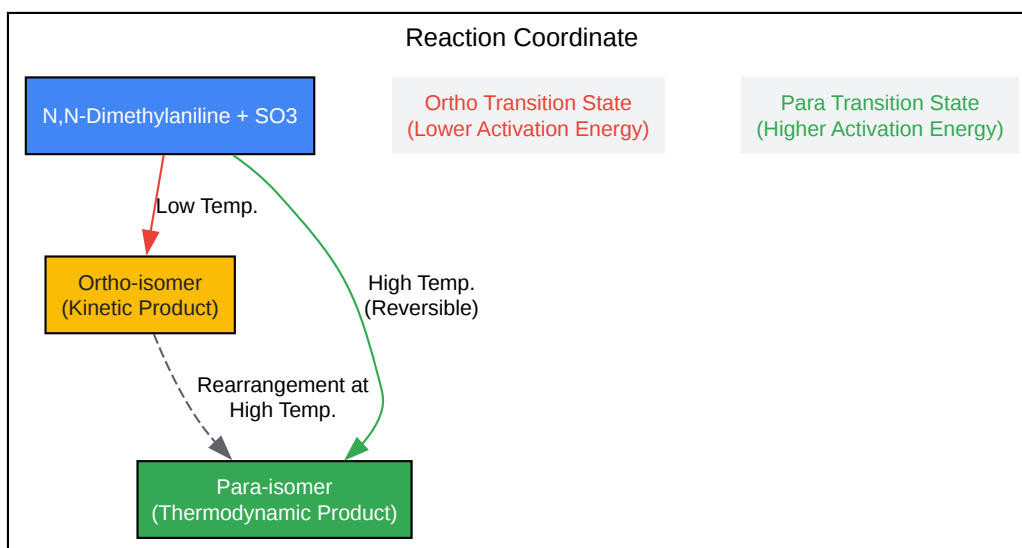 Reaction Coordinate
N,N-Dimethylaniline + SO3
Ortho Transition State
(Lower Activation Energy)
Para Transition State
(Higher Activation Energy)
Low Temp.
Ortho-isomer
(Kinetic Product)
High Temp.
(Reversible)
Rearrangement at
High Temp.
Para-isomer
(Thermodynamic Product)